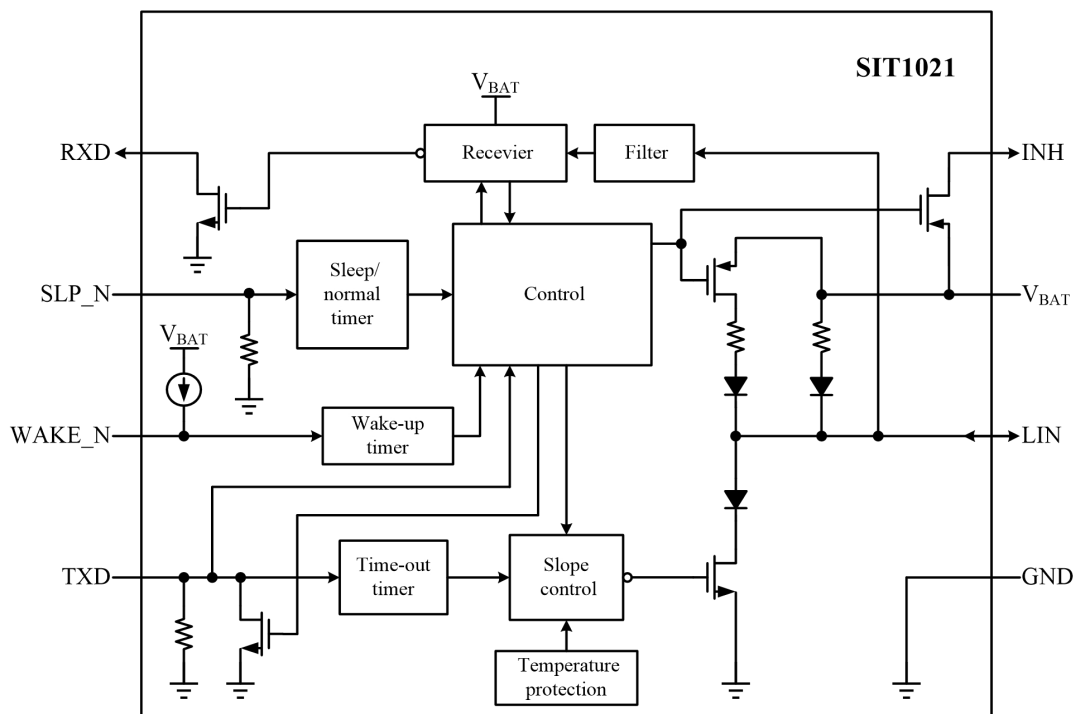 SIT1021
V_BAT
RXD
Recevier
Filter
INH
SLP_N
Sleep/
normal
timer
Control
V_BAT
V_BAT
WAKE_N
Wake-up
timer
LIN
TXD
Time-out
timer
Slope
control
GND
Temperature
protection